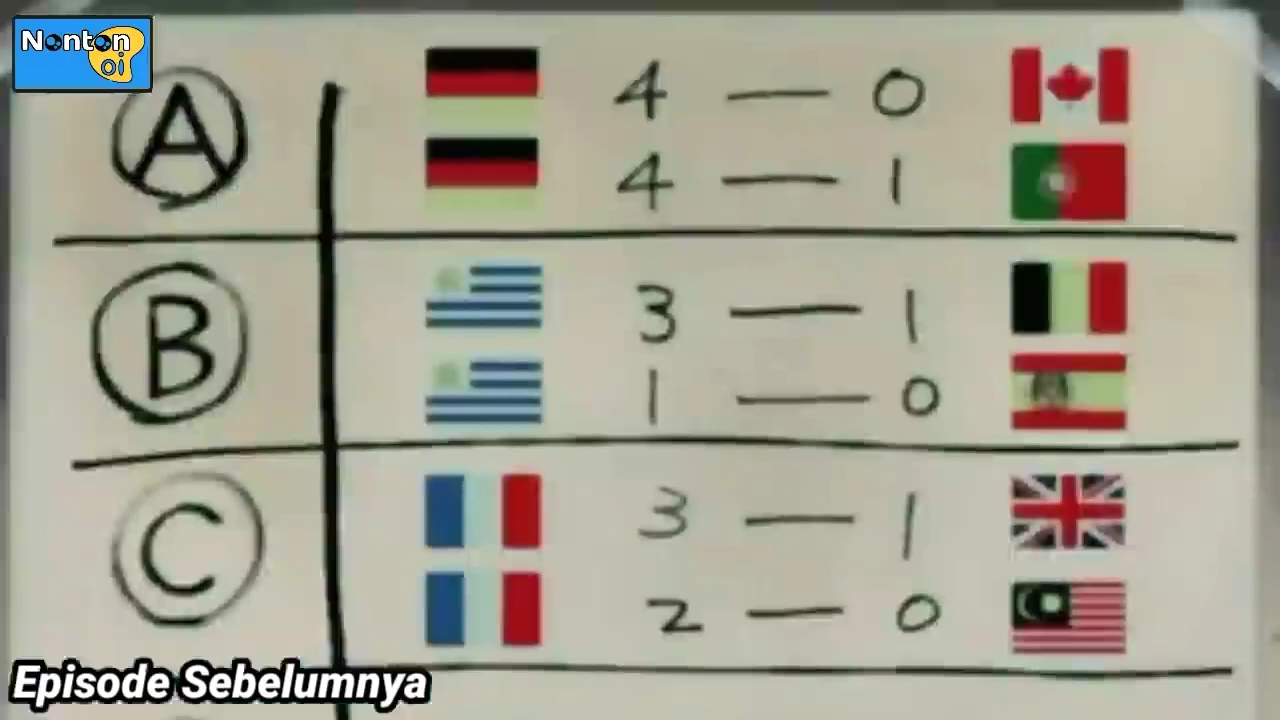 Nonton
oi
A
4 — 0
4 — 1
B
3 — 1
1 — 0
C
3 — 1
2 — 0
Episode Sebelumnya